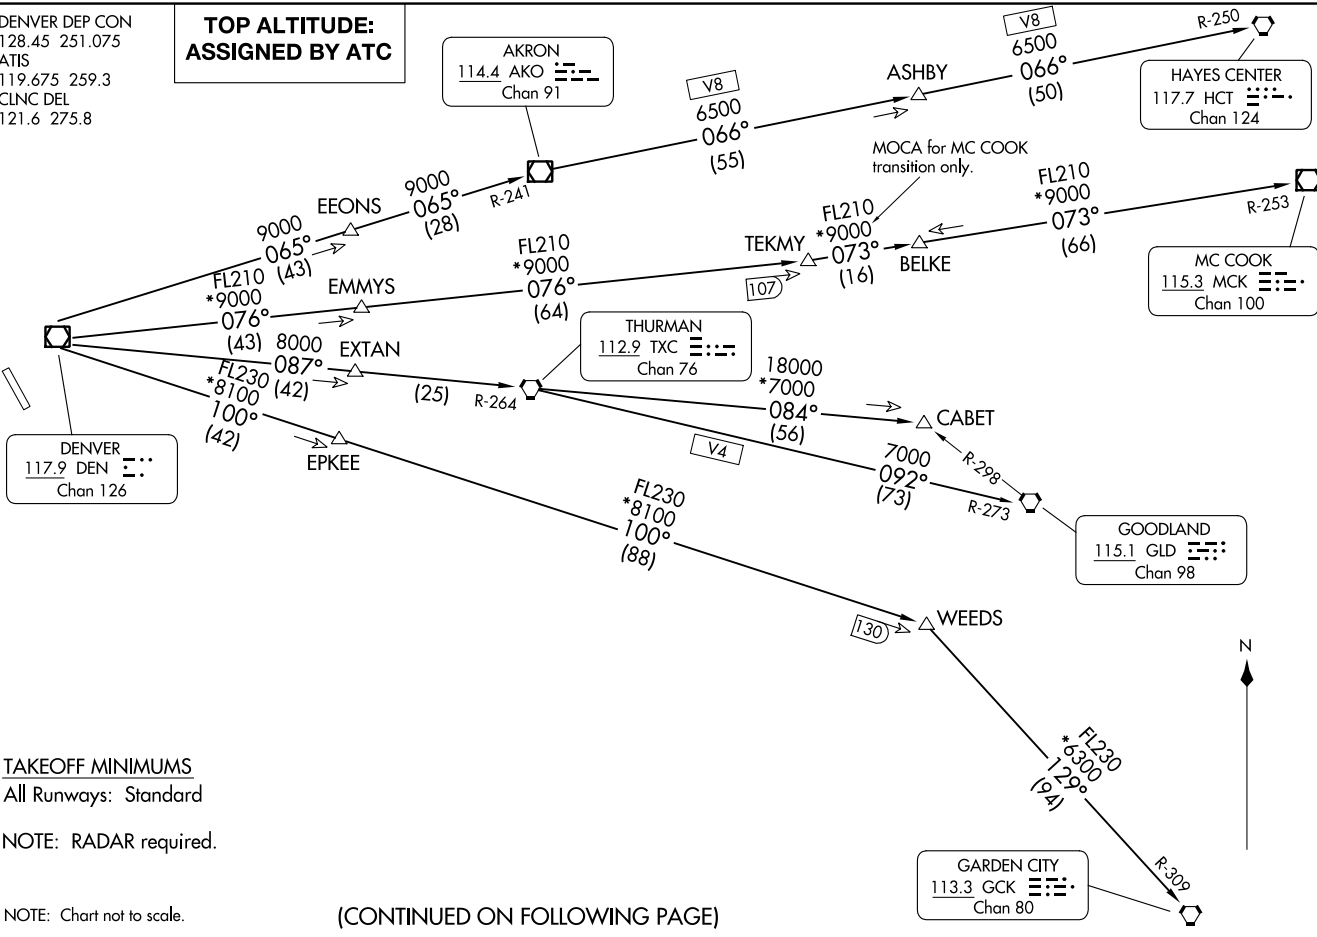 DENVER DEP CON
128.45 251.075
ATIS
119.675 259.3
CLNC DEL
121.6 275.8
TOP ALTITUDE:
ASSIGNED BY ATC
AKRON
114.4 AKO
Chan 91
V8
6500
066°
(55)
ASHBY
V8
6500
066°
(50)
R-250
HAYES CENTER
117.7 HCT
Chan 124
MOCA for MC COOK
transition only.
9000
065°
(43)
EEONS
9000
065°
(28)
R-241
FL210
*9000
076°
(43)
EMMYS
FL210
*9000
076°
(64)
TEKMY
107
FL210
*9000
073°
(16)
BELKE
FL210
*9000
073°
(66)
R-253
MC COOK
115.3 MCK
Chan 100
8000
087°
(42)
EXTAN
(25)
R-264
THURMAN
112.9 TXC
Chan 76
18000
*7000
084°
(56)
CABET
R-298
V4
7000
092°
(73)
R-273
GOODLAND
115.1 GLD
Chan 98
FL230
*8100
100°
(42)
EPKEE
DENVER
117.9 DEN
Chan 126
FL230
*8100
100°
(88)
130
WEEDS
N
FL230
*6300
129°
(94)
R-309
GARDEN CITY
113.3 GCK
Chan 80
TAKEOFF MINIMUMS
All Runways: Standard
NOTE: RADAR required.
NOTE: Chart not to scale.
(CONTINUED ON FOLLOWING PAGE)